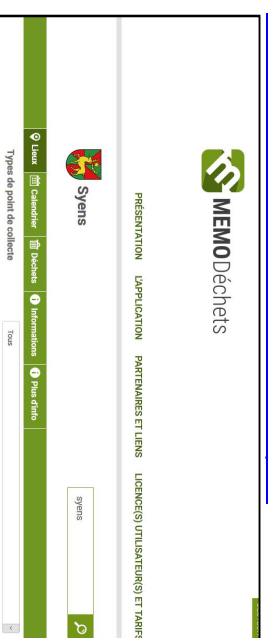 MEMODéchets
PRÉSENTATION L'APPLICATION PARTENAIRES ET LIENS LICENCE(S) UTILISATEUR(S) ET TARIFS
Syens
syens
Lieux Calendrier Déchets Informations Plus d'info
Types de point de collecte
Tous